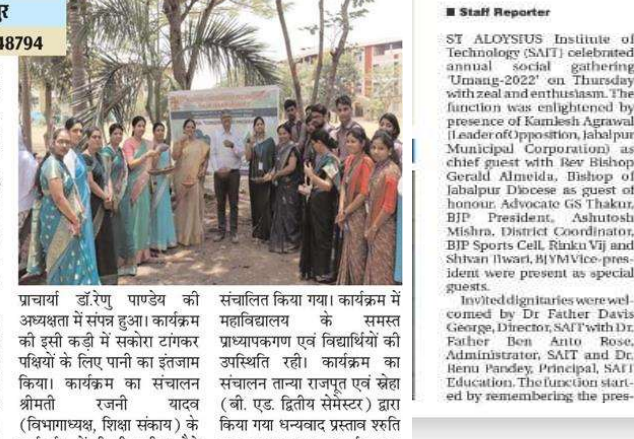 48794
प्राचार्या डॉ.रेणु पाण्डेय की
अध्यक्षता में संपन्न हुआ। कार्यक्रम
की इसी कड़ी में सकोरा टांगकर
पक्षियों के लिए पानी का इंतजाम
किया। कार्यक्रम का संचालन
श्रीमती रजनी यादव
(विभागाध्यक्ष, शिक्षा संकाय) के
संचालित किया गया। कार्यक्रम में
महाविद्यालय के समस्त
प्राध्यापकगण एवं विद्यार्थियों की
उपस्थिति रही। कार्यक्रम का
संचालन तान्या राजपूत एवं स्नेहा
(बी. एड. द्वितीय सेमेस्टर) द्वारा
किया गया धन्यवाद प्रस्ताव श्रुति
■ Staff Reporter
ST ALOYSIUS Institute of
Technology (SAIT) celebrated
annual social gathering
'Umang-2022' on Thursday
with zeal and enthusiasm. The
function was enlightened by
presence of Kamlesh Agrawal
(Leader of Opposition, Jabalpur
Municipal Corporation) as
chief guest with Rev Bishop
Gerald Almeida, Bishop of
Jabalpur Diocese as guest of
honour. Advocate GS Thakur,
BJP President, Ashutosh
Mishra, District Coordinator,
BJP Sports Cell, Rinku Vij and
Shivan Tiwari, BJYM Vice-pres-
ident were present as special
guests.
Invited dignitaries were wel-
comed by Dr Father Davis
George, Director, SAIT with Dr.
Father Ben Anto Rose,
Administrator, SAIT and Dr.
Renu Pandey, Principal, SAIT
Education. The function start-
ed by remembering the pres-